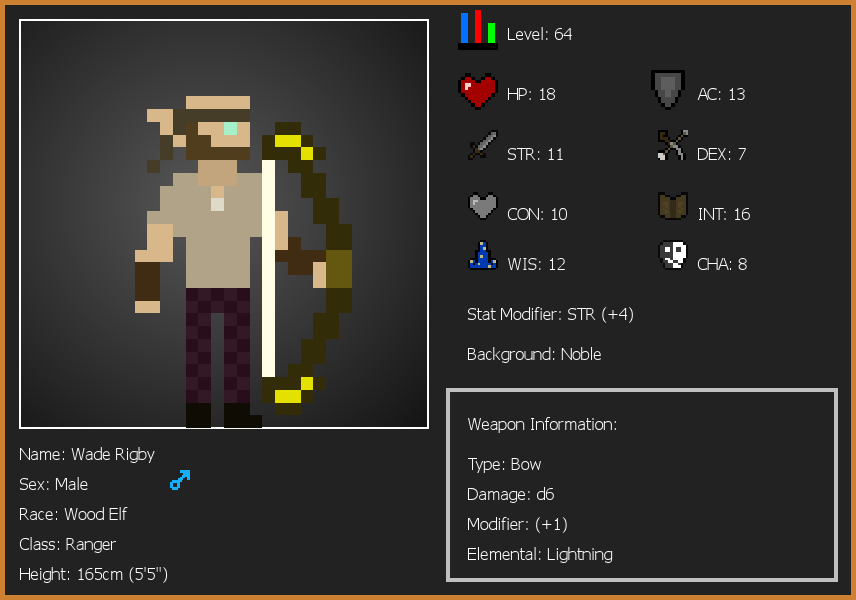 Level: 64
HP: 18
AC: 13
STR: 11
DEX: 7
CON: 10
INT: 16
WIS: 12
CHA: 8
Stat Modifier: STR (+4)
Background: Noble
Weapon Information:
Type: Bow
Damage: d6
Modifier: (+1)
Elemental: Lightning
Name: Wade Rigby
Sex: Male
Race: Wood Elf
Class: Ranger
Height: 165cm (5'5")